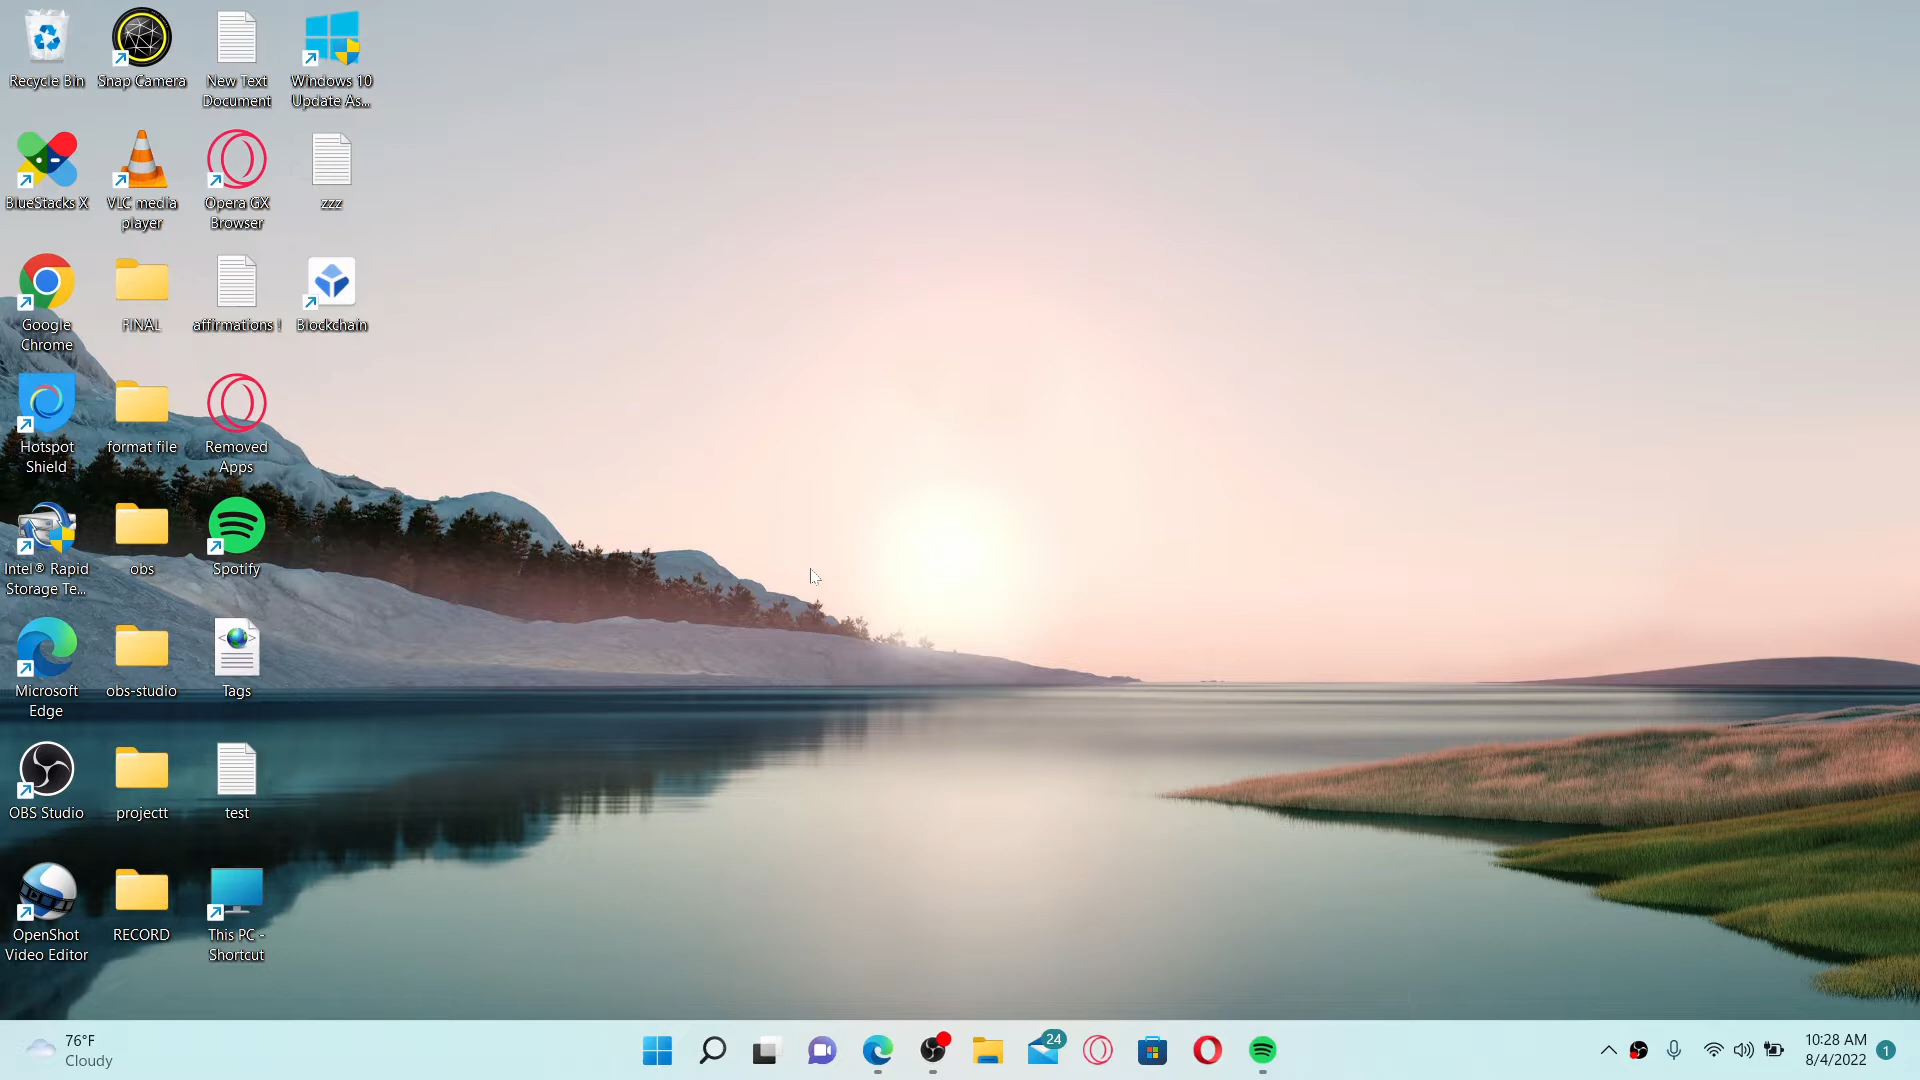 Recycle Bin
Snap Camera
New Text
Document
Windows 10
Update As...
BlueStacks X
VLC media
player
Opera GX
Browser
zzz
Google
Chrome
FINAL
affirmations !
Blockchain
Hotspot
Shield
format file
Removed
Apps
Intel® Rapid
Storage Te...
obs
Spotify
Microsoft
Edge
obs-studio
Tags
OBS Studio
projectt
test
OpenShot
Video Editor
RECORD
This PC -
Shortcut
76°F
Cloudy
24
10:28 AM
8/4/2022
1